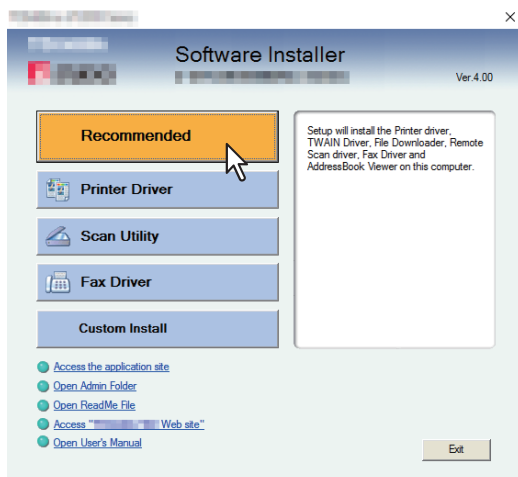 Software Installer
Ver.4.00
Recommended
Printer Driver
Scan Utility
Fax Driver
Custom Install
Setup will install the Printer driver,
TWAIN Driver, File Downloader, Remote
Scan driver, Fax Driver and
AddressBook Viewer on this computer.
Access the application site
Open Admin Folder
Open ReadMe File
Access " Web site"
Open User's Manual
Exit